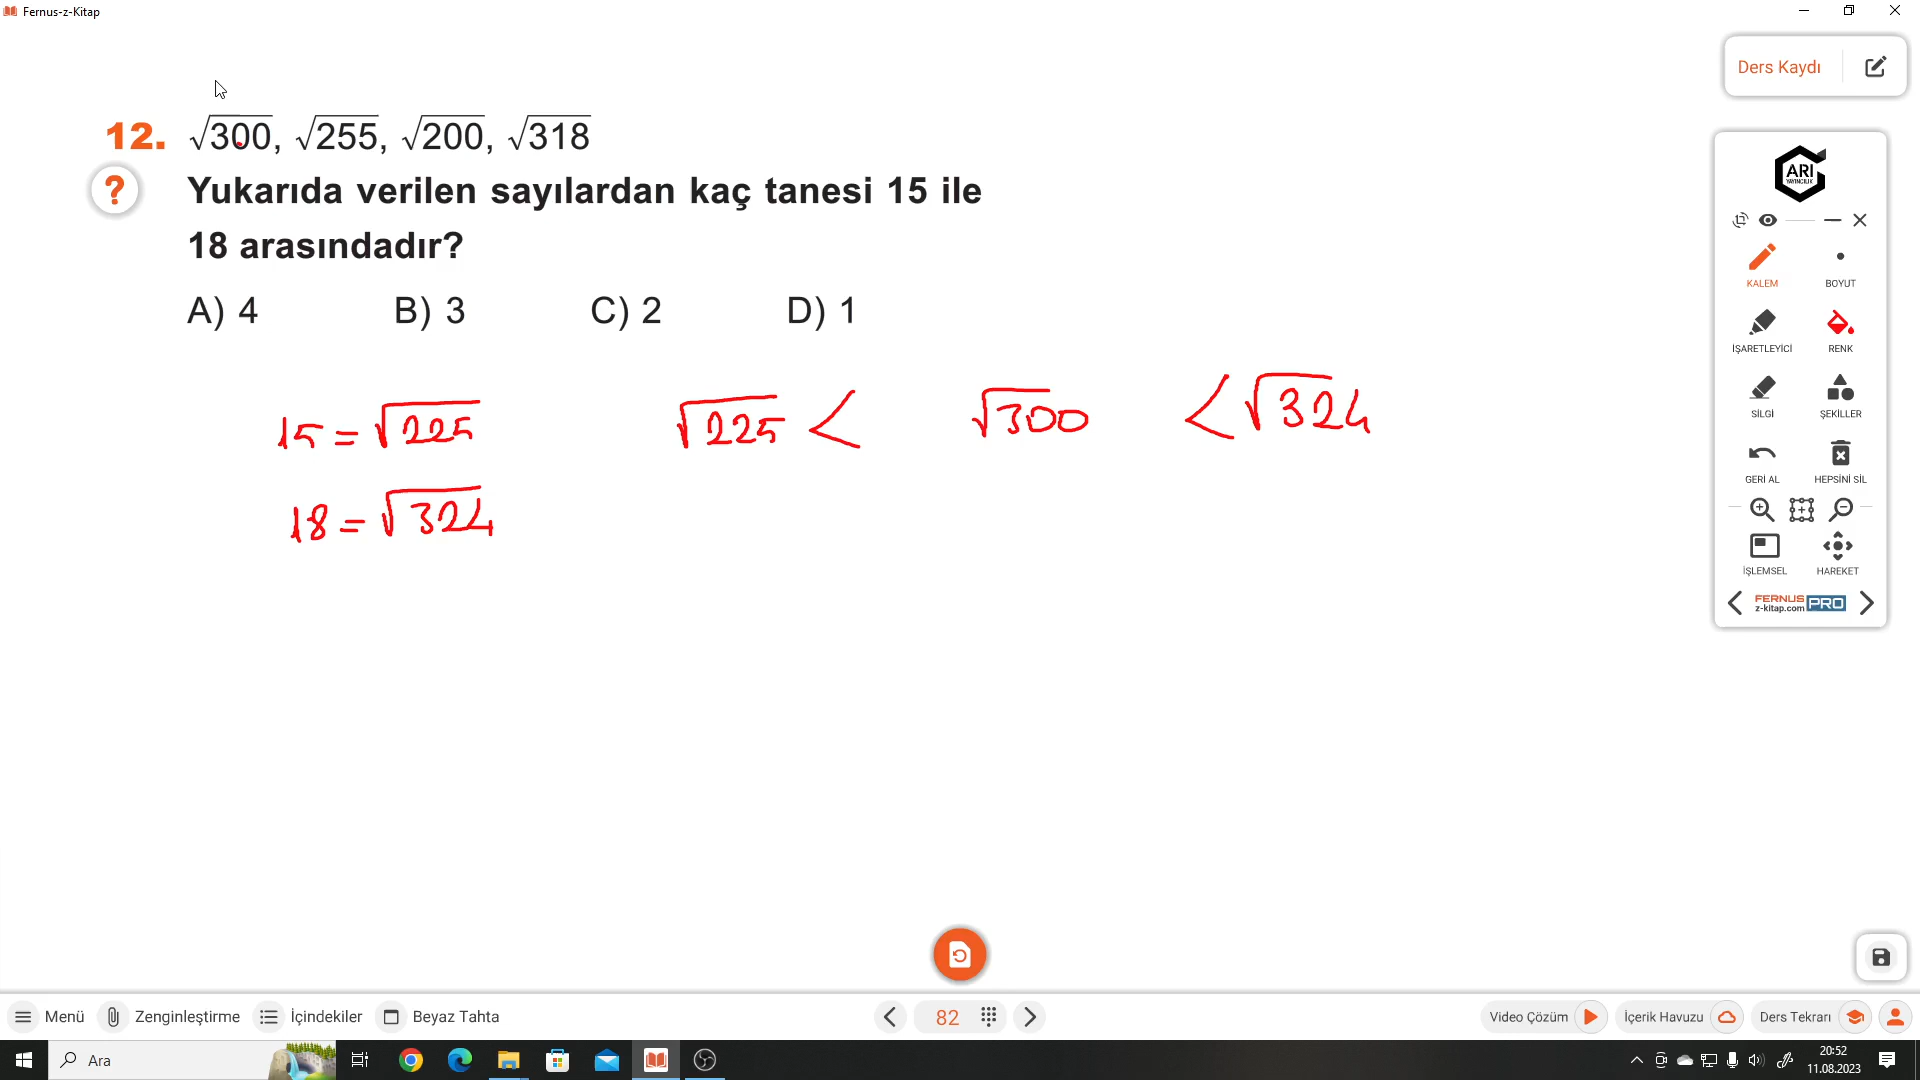 Fernus-z-Kitap
Ders Kaydı
12. √300, √255, √200, √318
? Yukarıda verilen sayılardan kaç tanesi 15 ile
18 arasındadır?
A) 4 B) 3 C) 2 D) 1
15 = √225 √225 < √300 < √324
18 = √324
ARI
YAYINCILIK
KALEM BOYUT
İŞARETLEYİCİ RENK
SİLGİ ŞEKİLLER
GERİ AL HEPSİNİ SİL
İŞLEMSEL HAREKET
FERNUS
z-kitap.com PRO
Menü Zenginleştirme İçindekiler Beyaz Tahta 82 Video Çözüm İçerik Havuzu Ders Tekrarı
Ara 20:52
11.08.2023